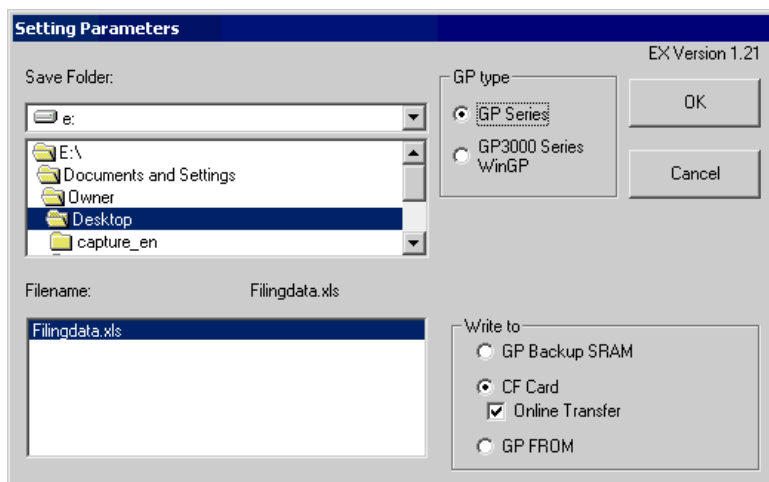 Setting Parameters
EX Version 1.21
Save Folder:
e:
E:\
Documents and Settings
Owner
Desktop
capture_en
GP type
GP Series
GP3000 Series
WinGP
OK
Cancel
Filename:
Filingdata.xls
Filingdata.xls
Write to
GP Backup SRAM
CF Card
Online Transfer
GP FROM